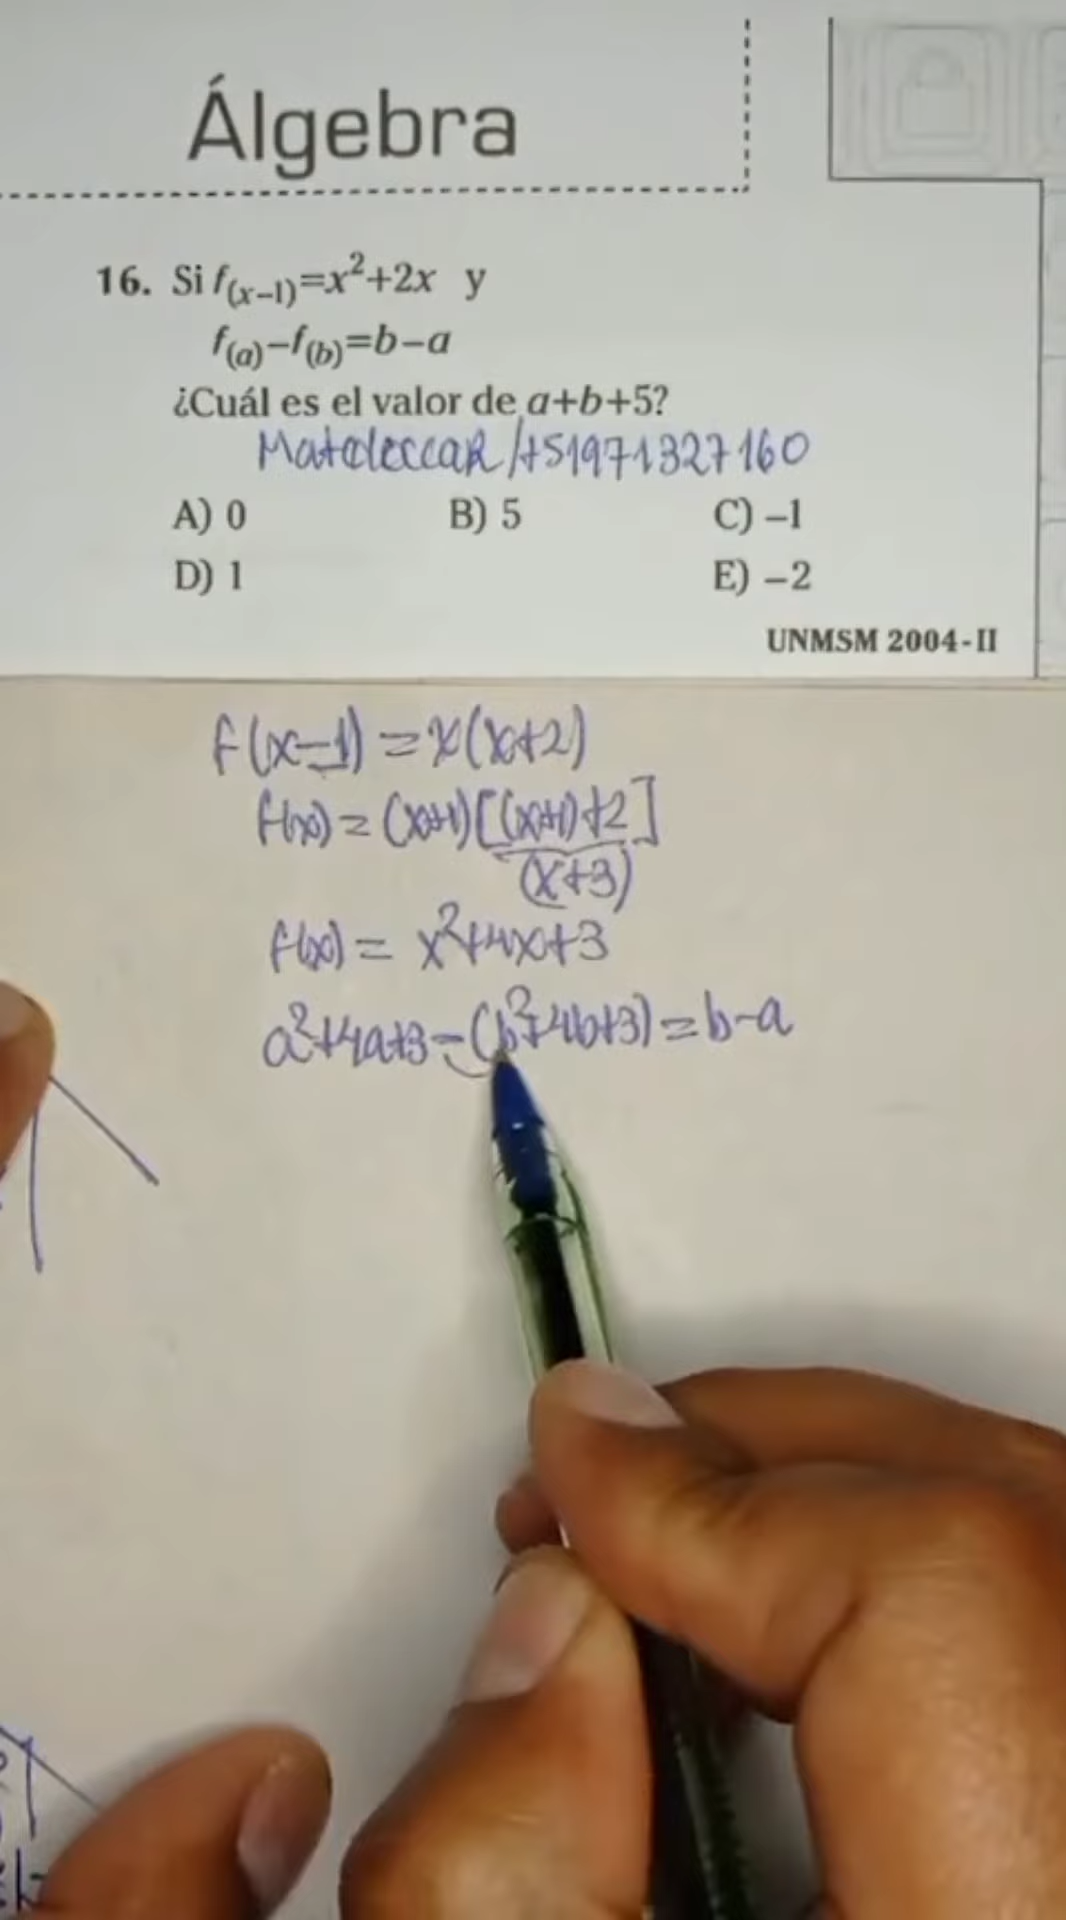 Álgebra
16. Si f(x–1)=x²+2x y
f(a)–f(b)=b–a
¿Cuál es el valor de a+b+5?
MatoleccaR/+51971327160
A) 0 B) 5 C) –1
D) 1 E) –2
UNMSM 2004-II
f(x–1) = x(x+2)
f(x) = (x+1)[(x+1)+2]
(x+3)
f(x) = x²+4x+3
a²+4a+3–(b²+4b+3)=b–a